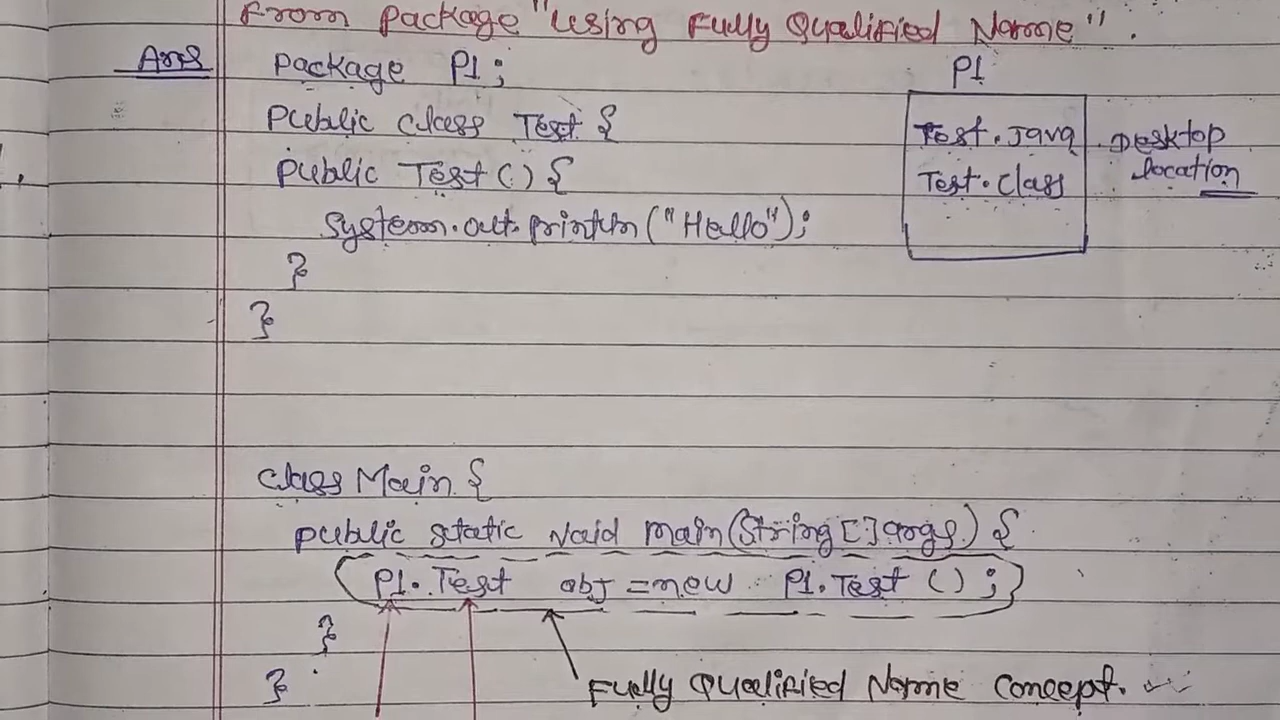 From Package "Using Fully Qualified Name".
Ans
Package P1;
Public Class Test {
Public Test() {
System.out.println("Hello");
}
}
P1
Test.Java
Test.Class
Desktop
location
Class Main {
Public static Void main(String[]args) {
P1.Test obj = new P1.Test();
}
}
Fully Qualified Name Concept.